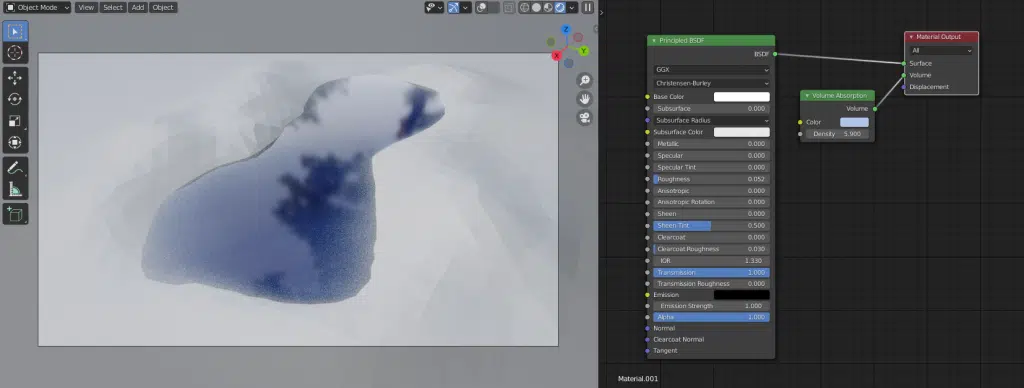 Object Mode
View
Select
Add
Object
Z
Y
X
Principled BSDF
BSDF
GGX
Christensen-Burley
Base Color
Subsurface 0.000
Subsurface Radius
Subsurface Color
Metallic 0.000
Specular 0.000
Specular Tint 0.000
Roughness 0.052
Anisotropic 0.000
Anisotropic Rotation 0.000
Sheen 0.000
Sheen Tint 0.500
Clearcoat 0.000
Clearcoat Roughness 0.030
IOR 1.330
Transmission 1.000
Transmission Roughness 0.000
Emission
Emission Strength 1.000
Alpha 1.000
Normal
Clearcoat Normal
Tangent
Volume Absorption
Volume
Color
Density 5.900
Material Output
All
Surface
Volume
Displacement
Material.001